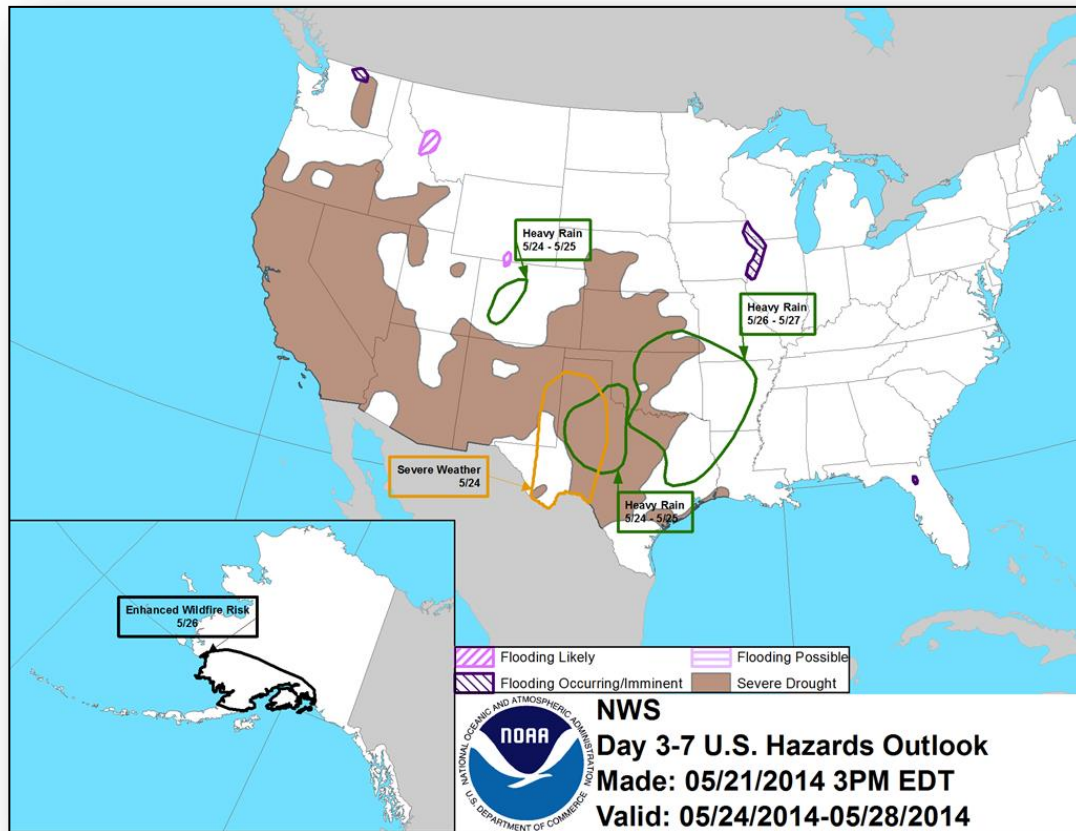 Heavy Rain
5/24 - 5/25
Heavy Rain
5/26 - 5/27
Severe Weather
5/24
Heavy Rain
5/24 - 5/25
Enhanced Wildfire Risk
5/26
Flooding Likely
Flooding Possible
Flooding Occurring/Imminent
Severe Drought
NATIONAL OCEANIC AND ATMOSPHERIC ADMINISTRATION
NOAA
U.S. DEPARTMENT OF COMMERCE
NWS
Day 3-7 U.S. Hazards Outlook
Made: 05/21/2014 3PM EDT
Valid: 05/24/2014-05/28/2014